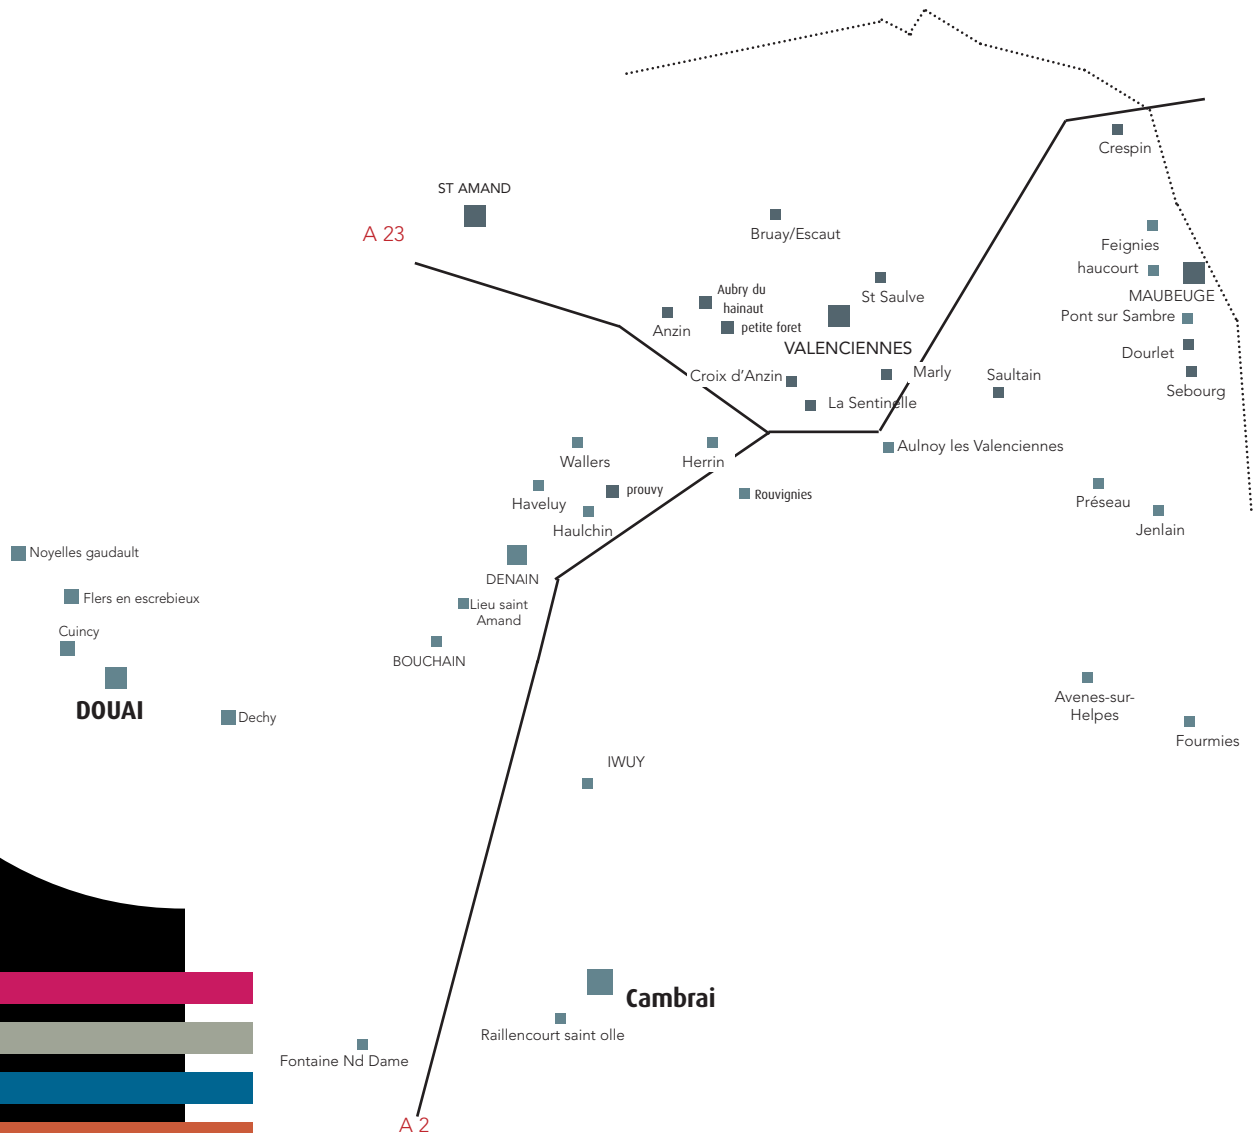 Crespin
ST AMAND
A 23
Bruay/Escaut
Feignies
haucourt
MAUBEUGE
Aubry du
hainaut
St Saulve
Pont sur Sambre
Anzin
petite foret
VALENCIENNES
Dourlet
Croix d'Anzin
Marly
Saultain
Sebourg
La Sentinelle
Aulnoy les Valenciennes
Wallers
Herrin
Haveluy
prouvy
Rouvignies
Préseau
Haulchin
Jenlain
Noyelles gaudault
DENAIN
Flers en escrebieux
Lieu saint
Amand
Cuincy
BOUCHAIN
DOUAI
Dechy
Avenes-sur-
Helpes
Fourmies
IWUY
Cambrai
Raillencourt saint olle
Fontaine Nd Dame
A 2